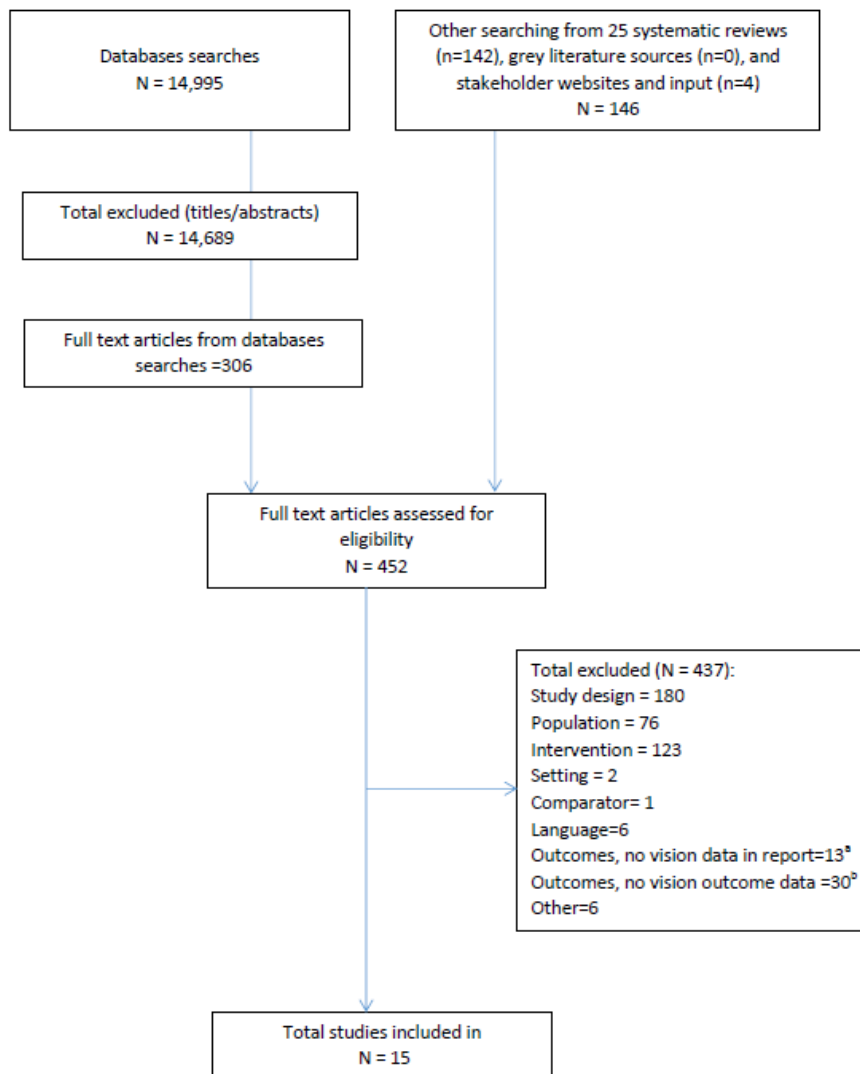 Databases searches
N = 14,995
Other searching from 25 systematic reviews
(n=142), grey literature sources (n=0), and
stakeholder websites and input (n=4)
N = 146
Total excluded (titles/abstracts)
N = 14,689
Full text articles from databases
searches =306
Full text articles assessed for
eligibility
N = 452
Total excluded (N = 437):
Study design = 180
Population = 76
Intervention = 123
Setting = 2
Comparator= 1
Language=6
Outcomes, no vision data in report=13ᵃ
Outcomes, no vision outcome data =30ᵇ
Other=6
Total studies included in
N = 15